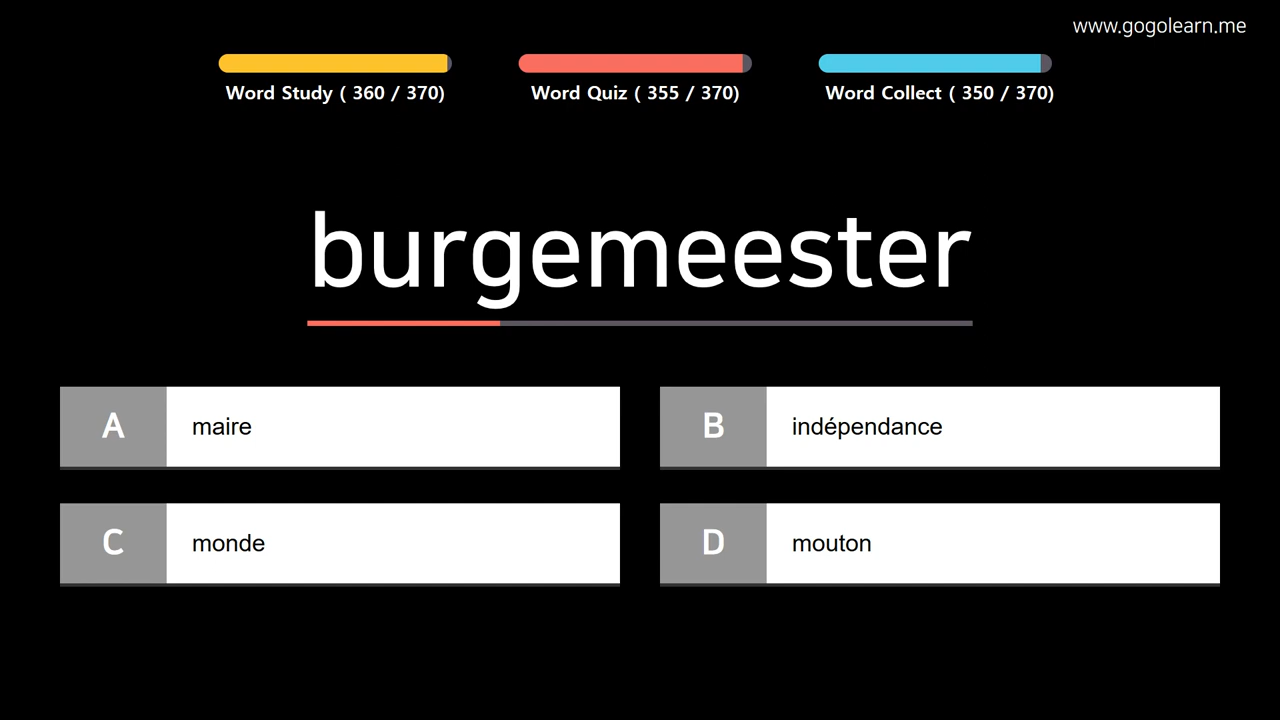 www.gogolearn.me
Word Study ( 360 / 370)
Word Quiz ( 355 / 370)
Word Collect ( 350 / 370)
burgemeester
A maire
B indépendance
C monde
D mouton